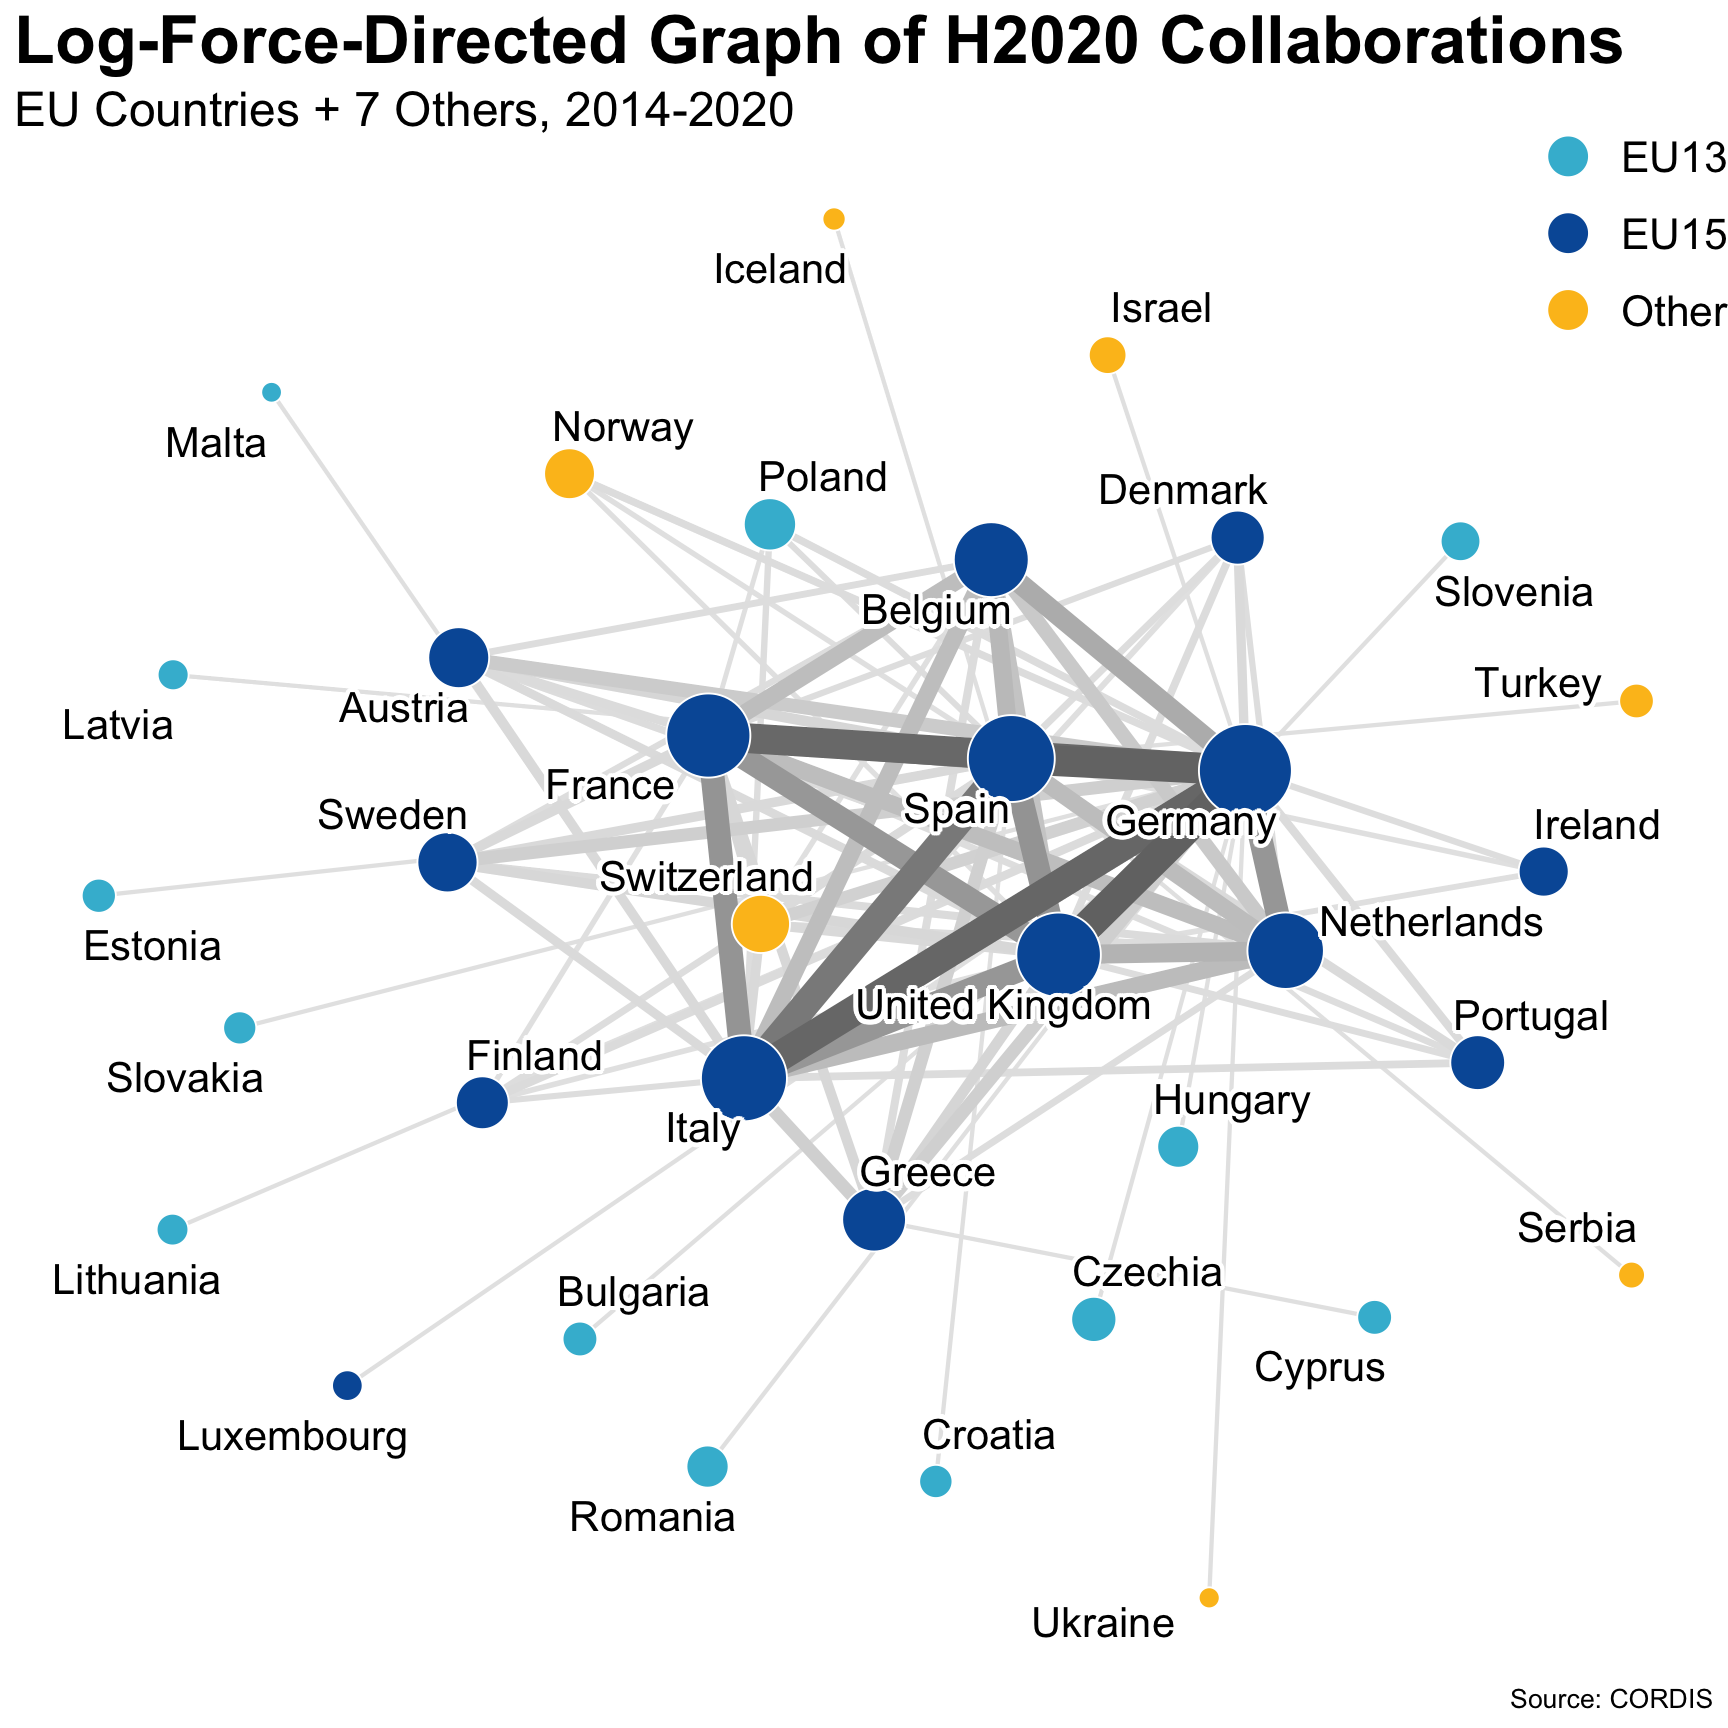 Log-Force-Directed Graph of H2020 Collaborations
EU Countries + 7 Others, 2014-2020
EU13
EU15
Other
Iceland
Israel
Malta
Norway
Poland
Denmark
Slovenia
Belgium
Turkey
Latvia
Austria
France
Spain
Germany
Sweden
Ireland
Switzerland
Netherlands
Estonia
United Kingdom
Portugal
Slovakia
Finland
Hungary
Italy
Greece
Serbia
Lithuania
Bulgaria
Czechia
Cyprus
Luxembourg
Croatia
Romania
Ukraine
Source: CORDIS